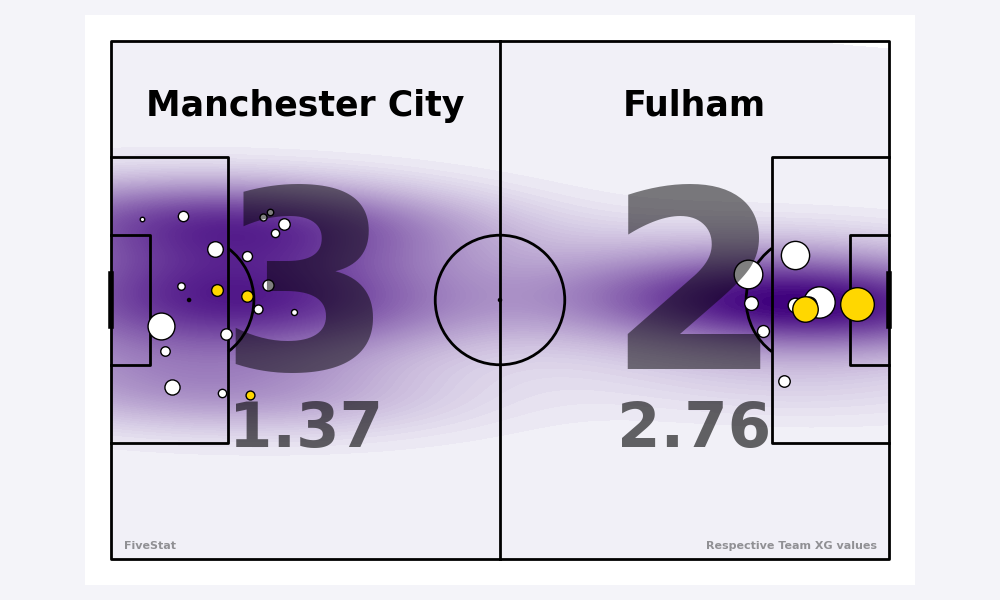 Manchester City
Fulham
3
2
1.37
2.76
FiveStat
Respective Team XG values